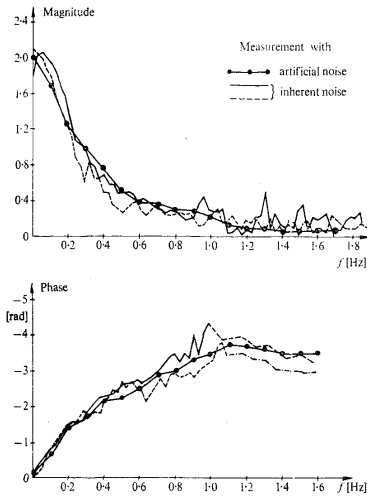 Magnitude
2·4
2·0
1·6
1·2
0·8
0·4
0
Measurement with
artificial noise
inherent noise
0·2 0·4 0·6 0·8 1·0 1·2 1·4 1·6 1·8
f [Hz]
Phase
−5
[rad]
−4
−3
−2
−1
0
0·2 0·4 0·6 0·8 1·0 1·2 1·4 1·6
f [Hz]